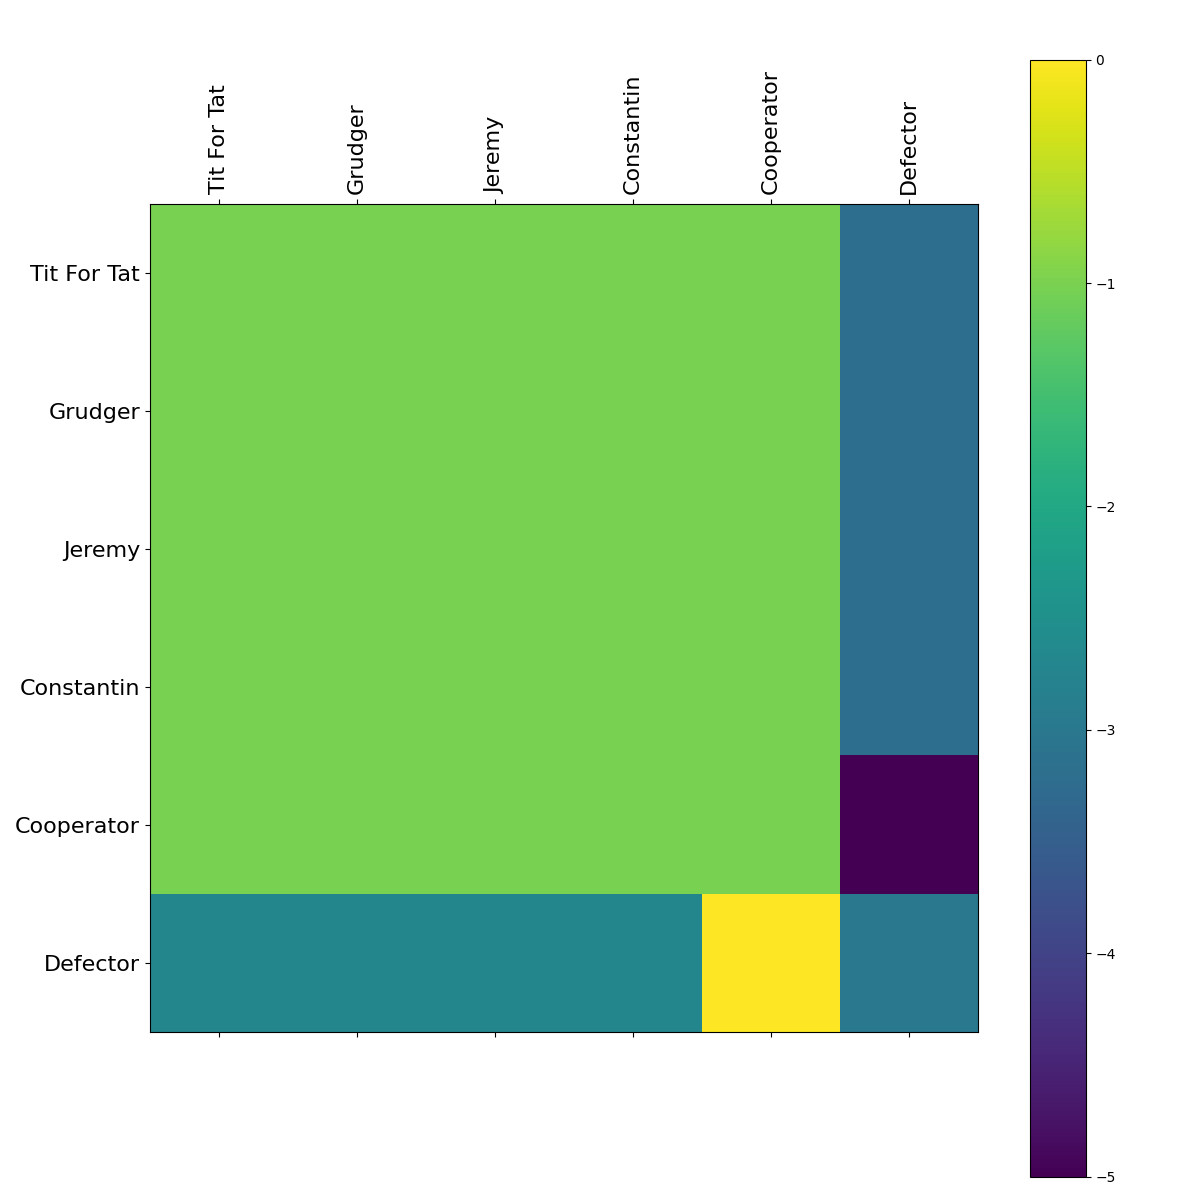 Tit For Tat
Grudger
Jeremy
Constantin
Cooperator
Defector
Tit For Tat
Grudger
Jeremy
Constantin
Cooperator
Defector
0
−1
−2
−3
−4
−5